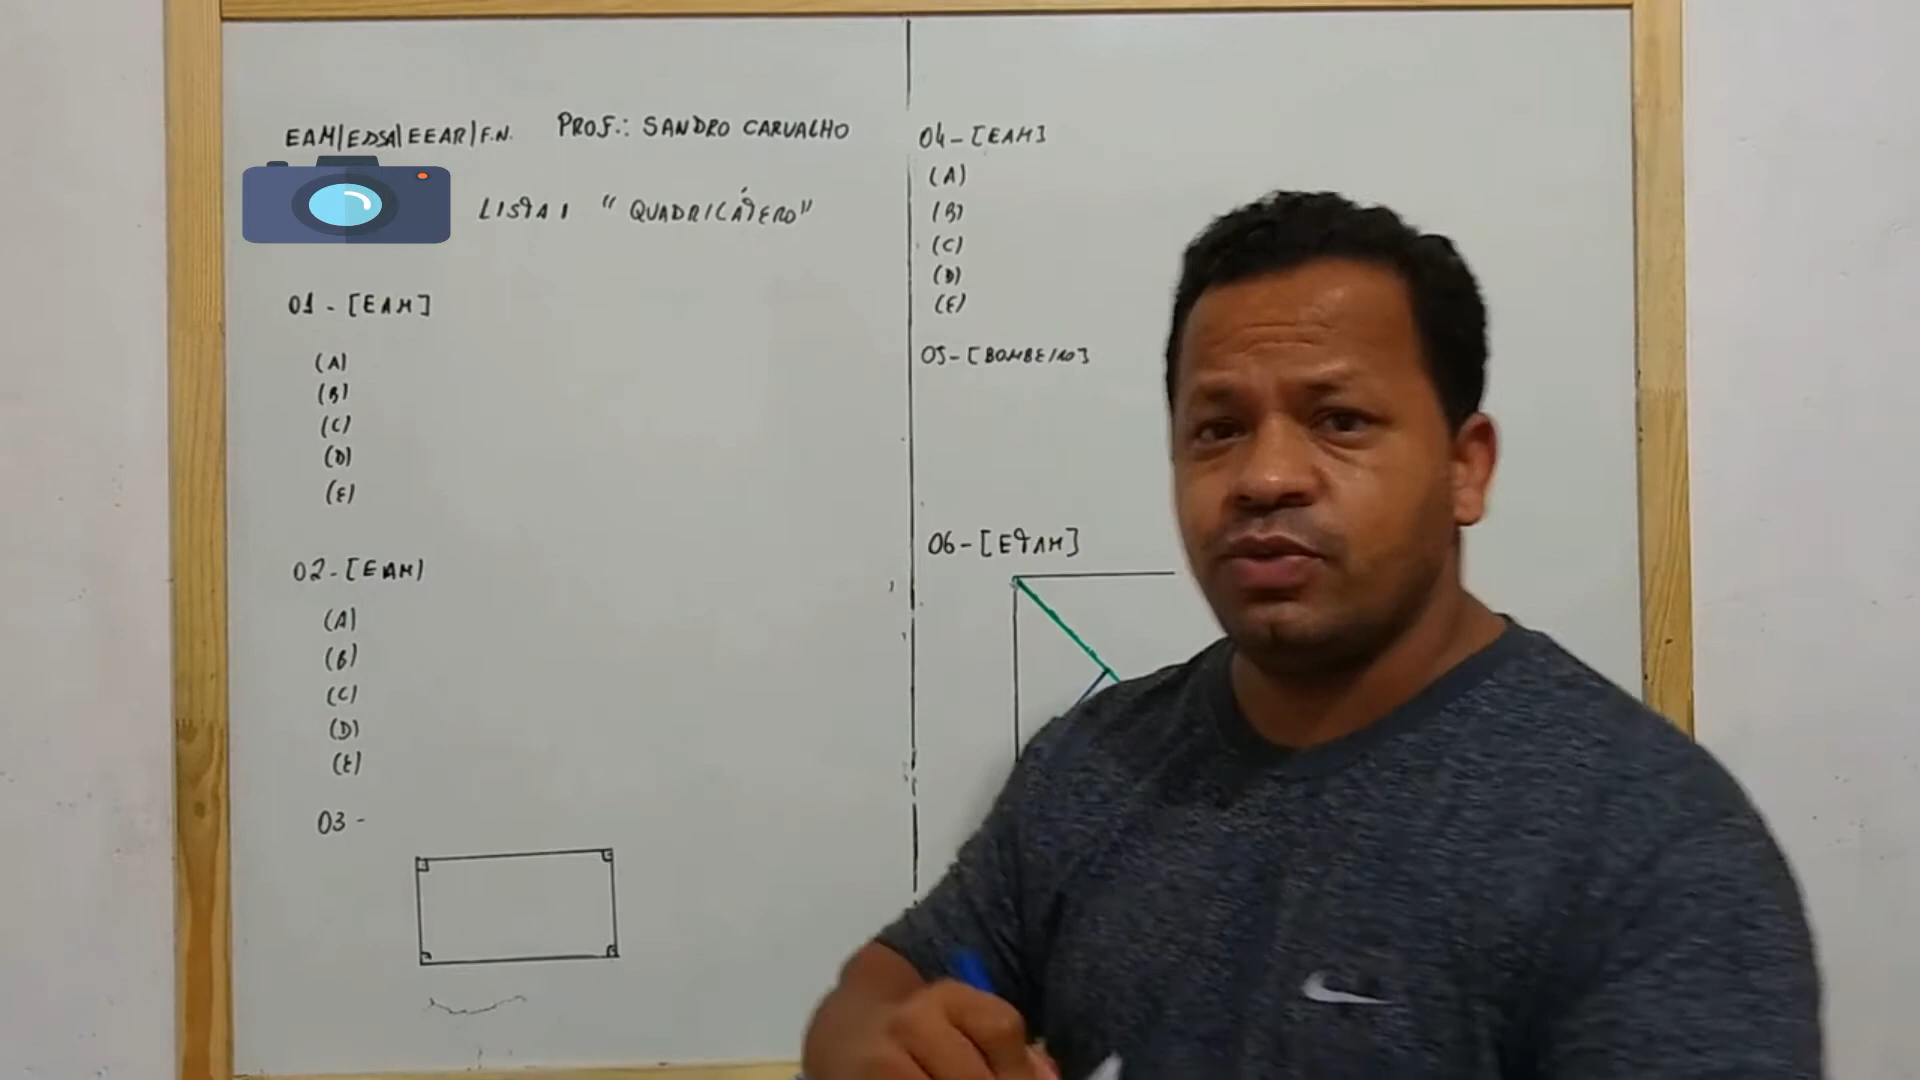 EAM/EDSA/EEAR/F.N. PROF.: SANDRO CARVALHO
LISTA 1 "QUADRILÁTERO"
01 - [EAM]
(A)
(B)
(C)
(D)
(E)
02 - [EAM]
(A)
(B)
(C)
(D)
(E)
03 -
04 - [EAM]
(A)
(B)
(C)
(D)
(E)
05 - [BOMBEIRO]
06 - [ETAM]